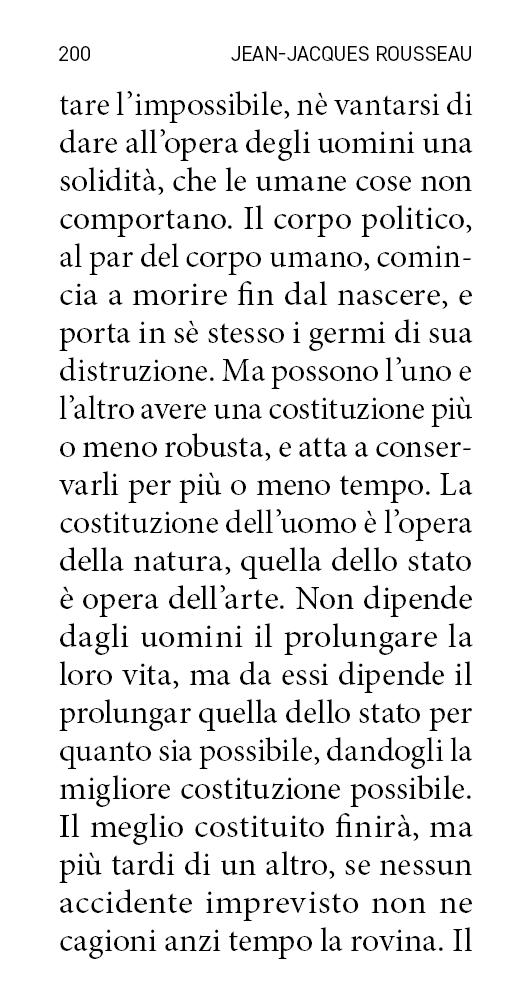 200 JEAN-JACQUES ROUSSEAU
tare l’impossibile, nè vantarsi di
dare all’opera degli uomini una
solidità, che le umane cose non
comportano. Il corpo politico,
al par del corpo umano, comin-
cia a morire fin dal nascere, e
porta in sè stesso i germi di sua
distruzione. Ma possono l’uno e
l’altro avere una costituzione più
o meno robusta, e atta a conser-
varli per più o meno tempo. La
costituzione dell’uomo è l’opera
della natura, quella dello stato
è opera dell’arte. Non dipende
dagli uomini il prolungare la
loro vita, ma da essi dipende il
prolungar quella dello stato per
quanto sia possibile, dandogli la
migliore costituzione possibile.
Il meglio costituito finirà, ma
più tardi di un altro, se nessun
accidente imprevisto non ne
cagioni anzi tempo la rovina. Il